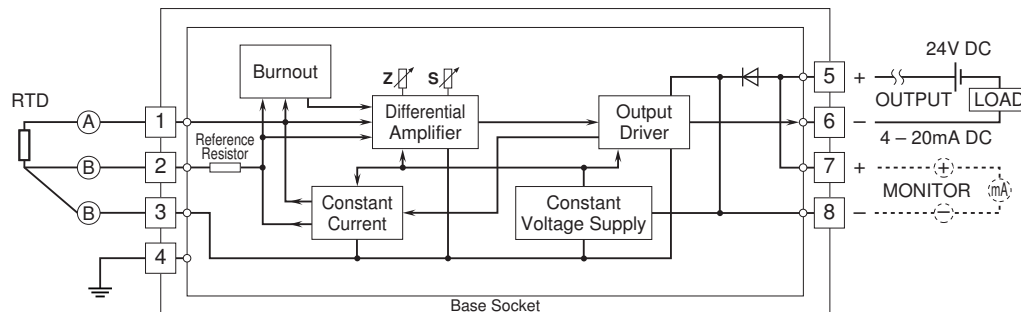 24V DC
Burnout
Z
S
RTD
5
+
A
1
Differential
Amplifier
Output
Driver
OUTPUT
LOAD
6
–
Reference
Resistor
4 – 20mA DC
B
2
7
+
+
MONITOR
mA
Constant
Current
Constant
Voltage Supply
B
3
8
–
–
4
Base Socket